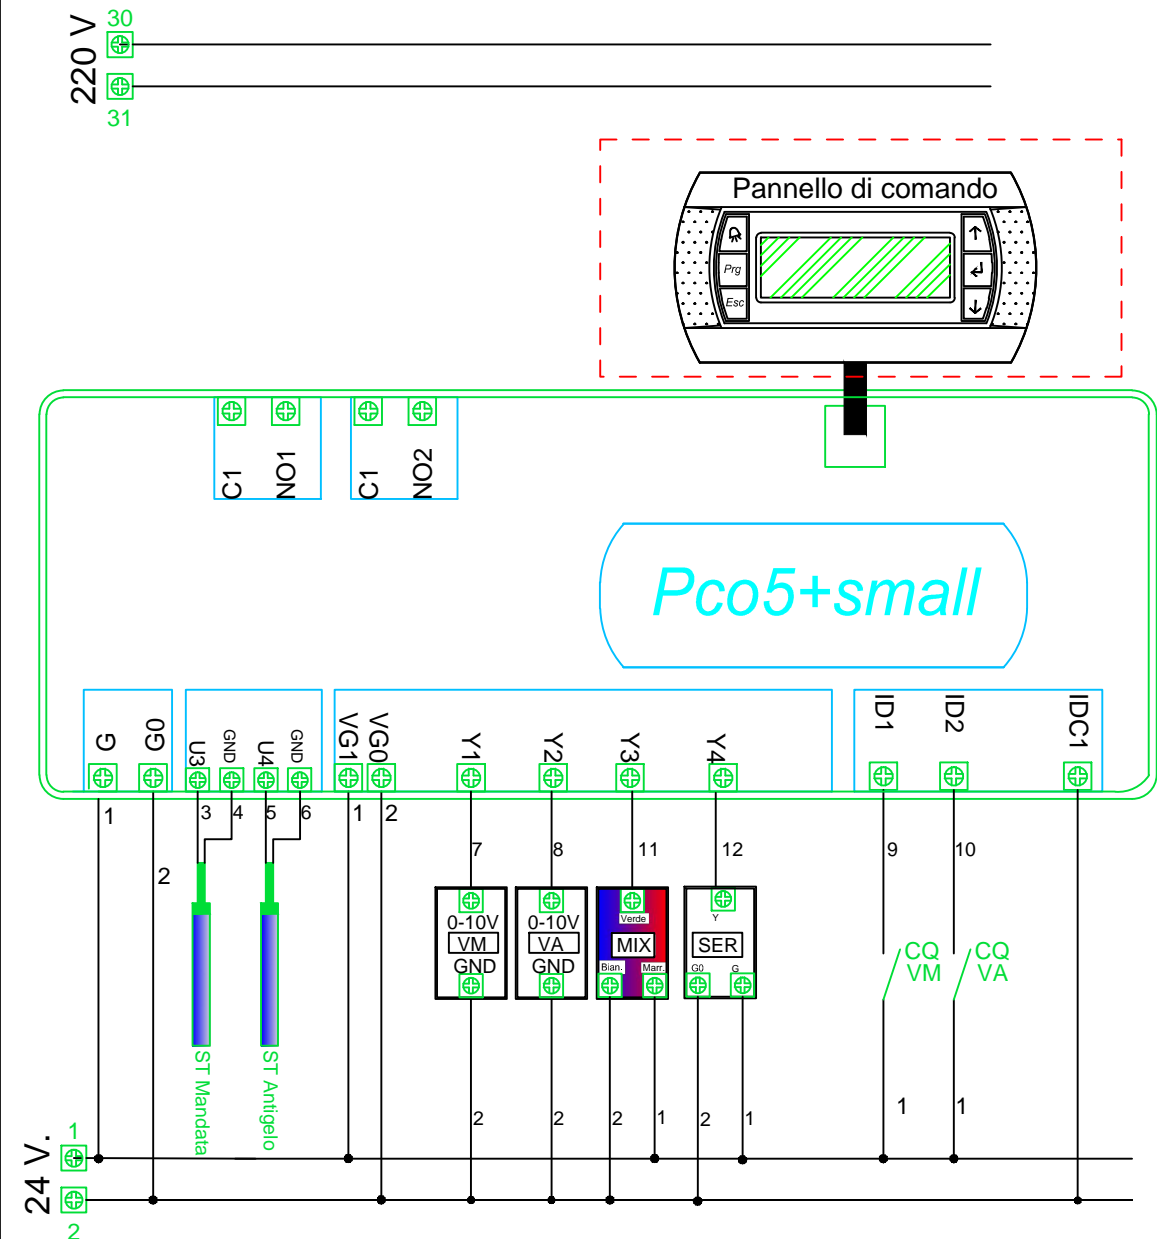 220 V
30
31
Pannello di comando
Prg
Esc
C1
NO1
C1
NO2
Pco5+small
G
G0
U3
GND
U4
GND
VG1
VG0
Y1
Y2
Y3
Y4
ID1
ID2
IDC1
1
2
3
4
5
6
1
2
7
8
11
12
9
10
0-10V
VM
GND
0-10V
VA
GND
Verde
MIX
Bian.
Marr.
Y
SER
G0
G
CQ
VM
CQ
VA
ST Mandata
ST Antigelo
2
2
2
1
2
1
1
1
24 V.
1
2